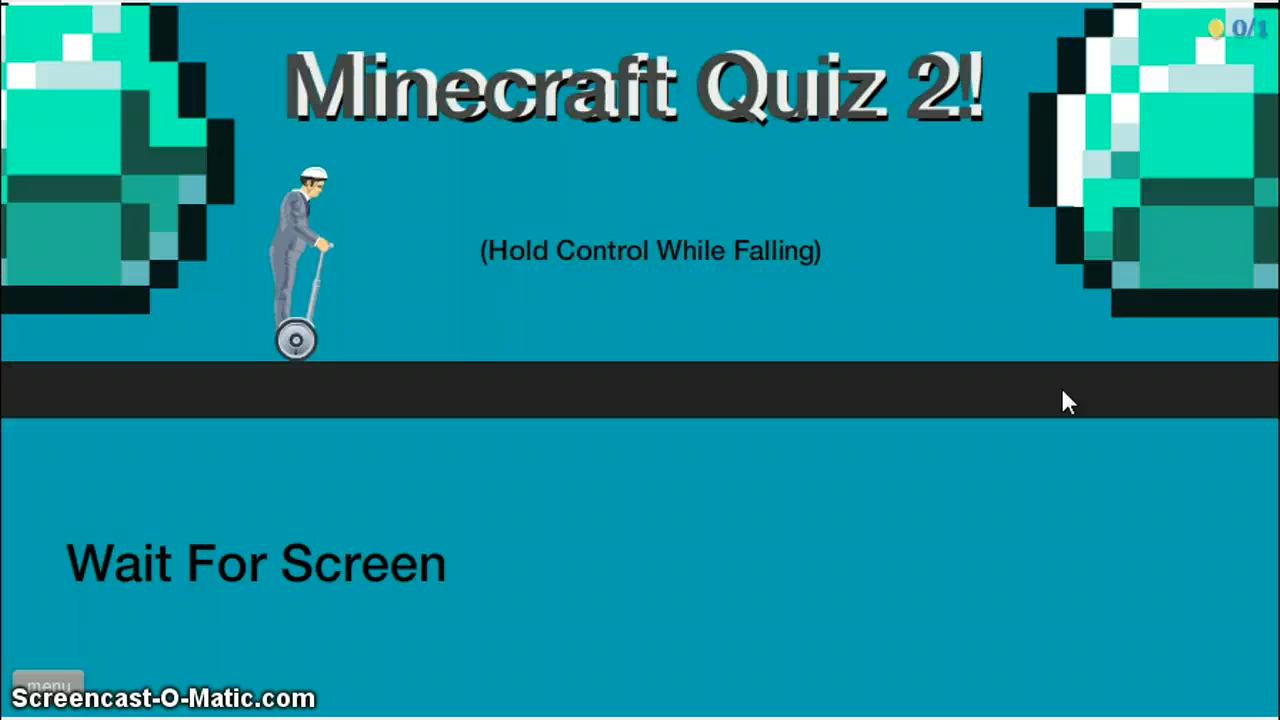 0/1
Minecraft Quiz 2!
(Hold Control While Falling)
Wait For Screen
menu
Screencast-O-Matic.com